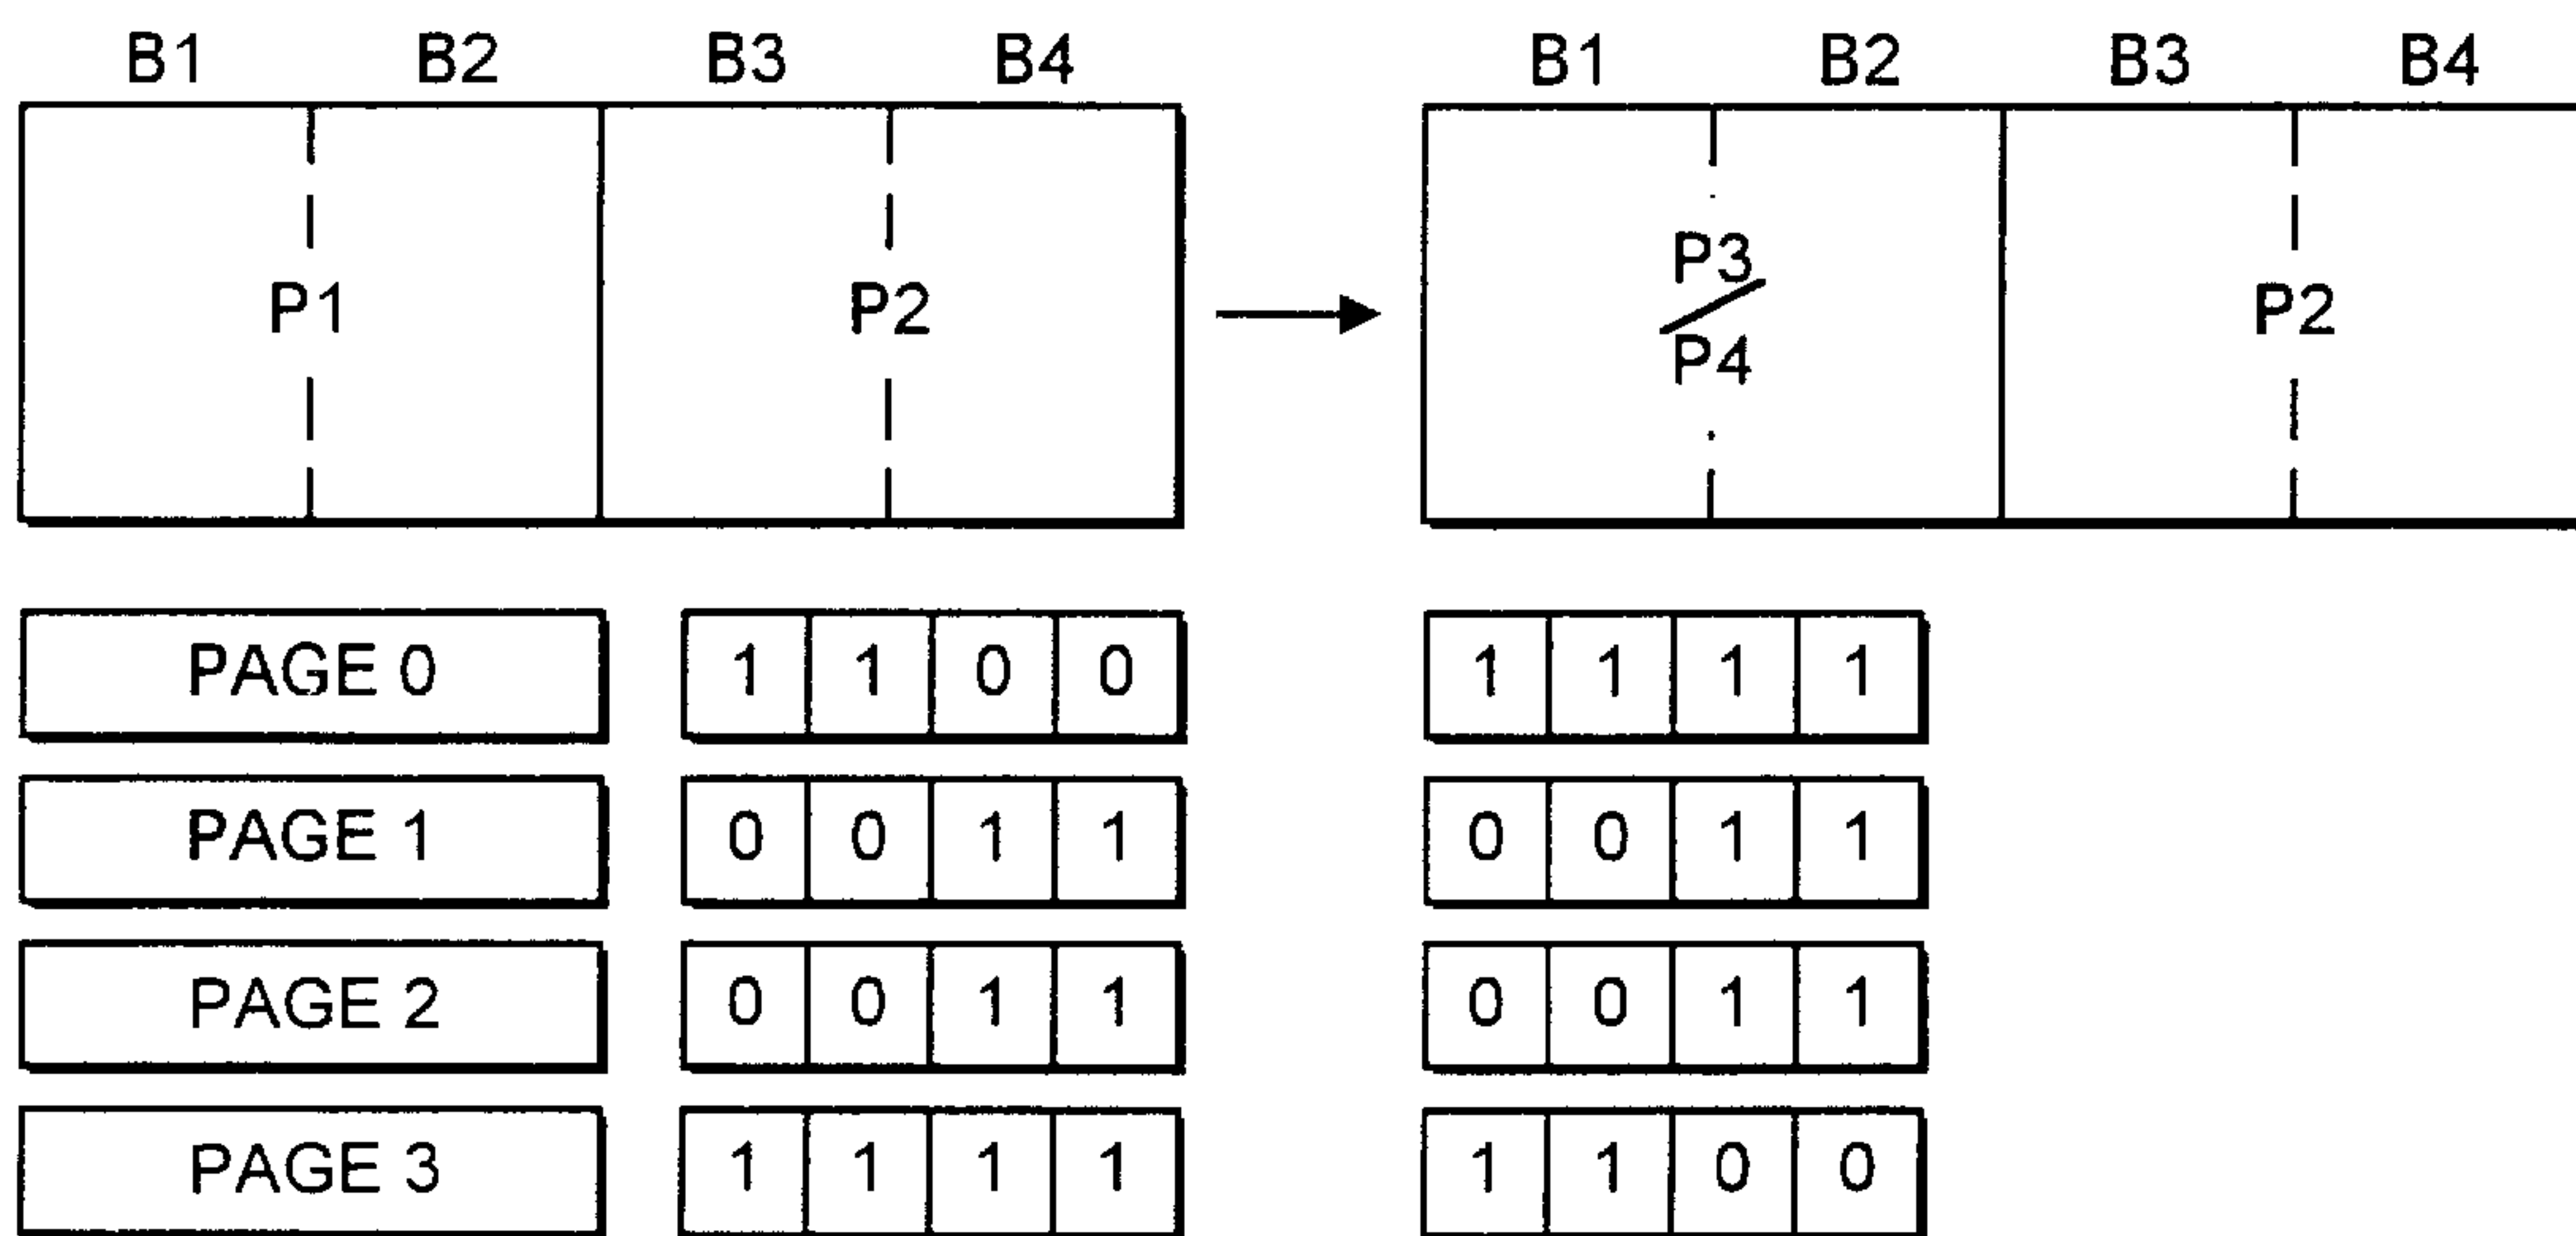 B1 B2 B3 B4 B1 B2 B3 B4
P3
P1 P2 P2
P4
PAGE 0 1 1 0 0 1 1 1 1
PAGE 1 0 0 1 1 0 0 1 1
PAGE 2 0 0 1 1 0 0 1 1
PAGE 3 1 1 1 1 1 1 0 0